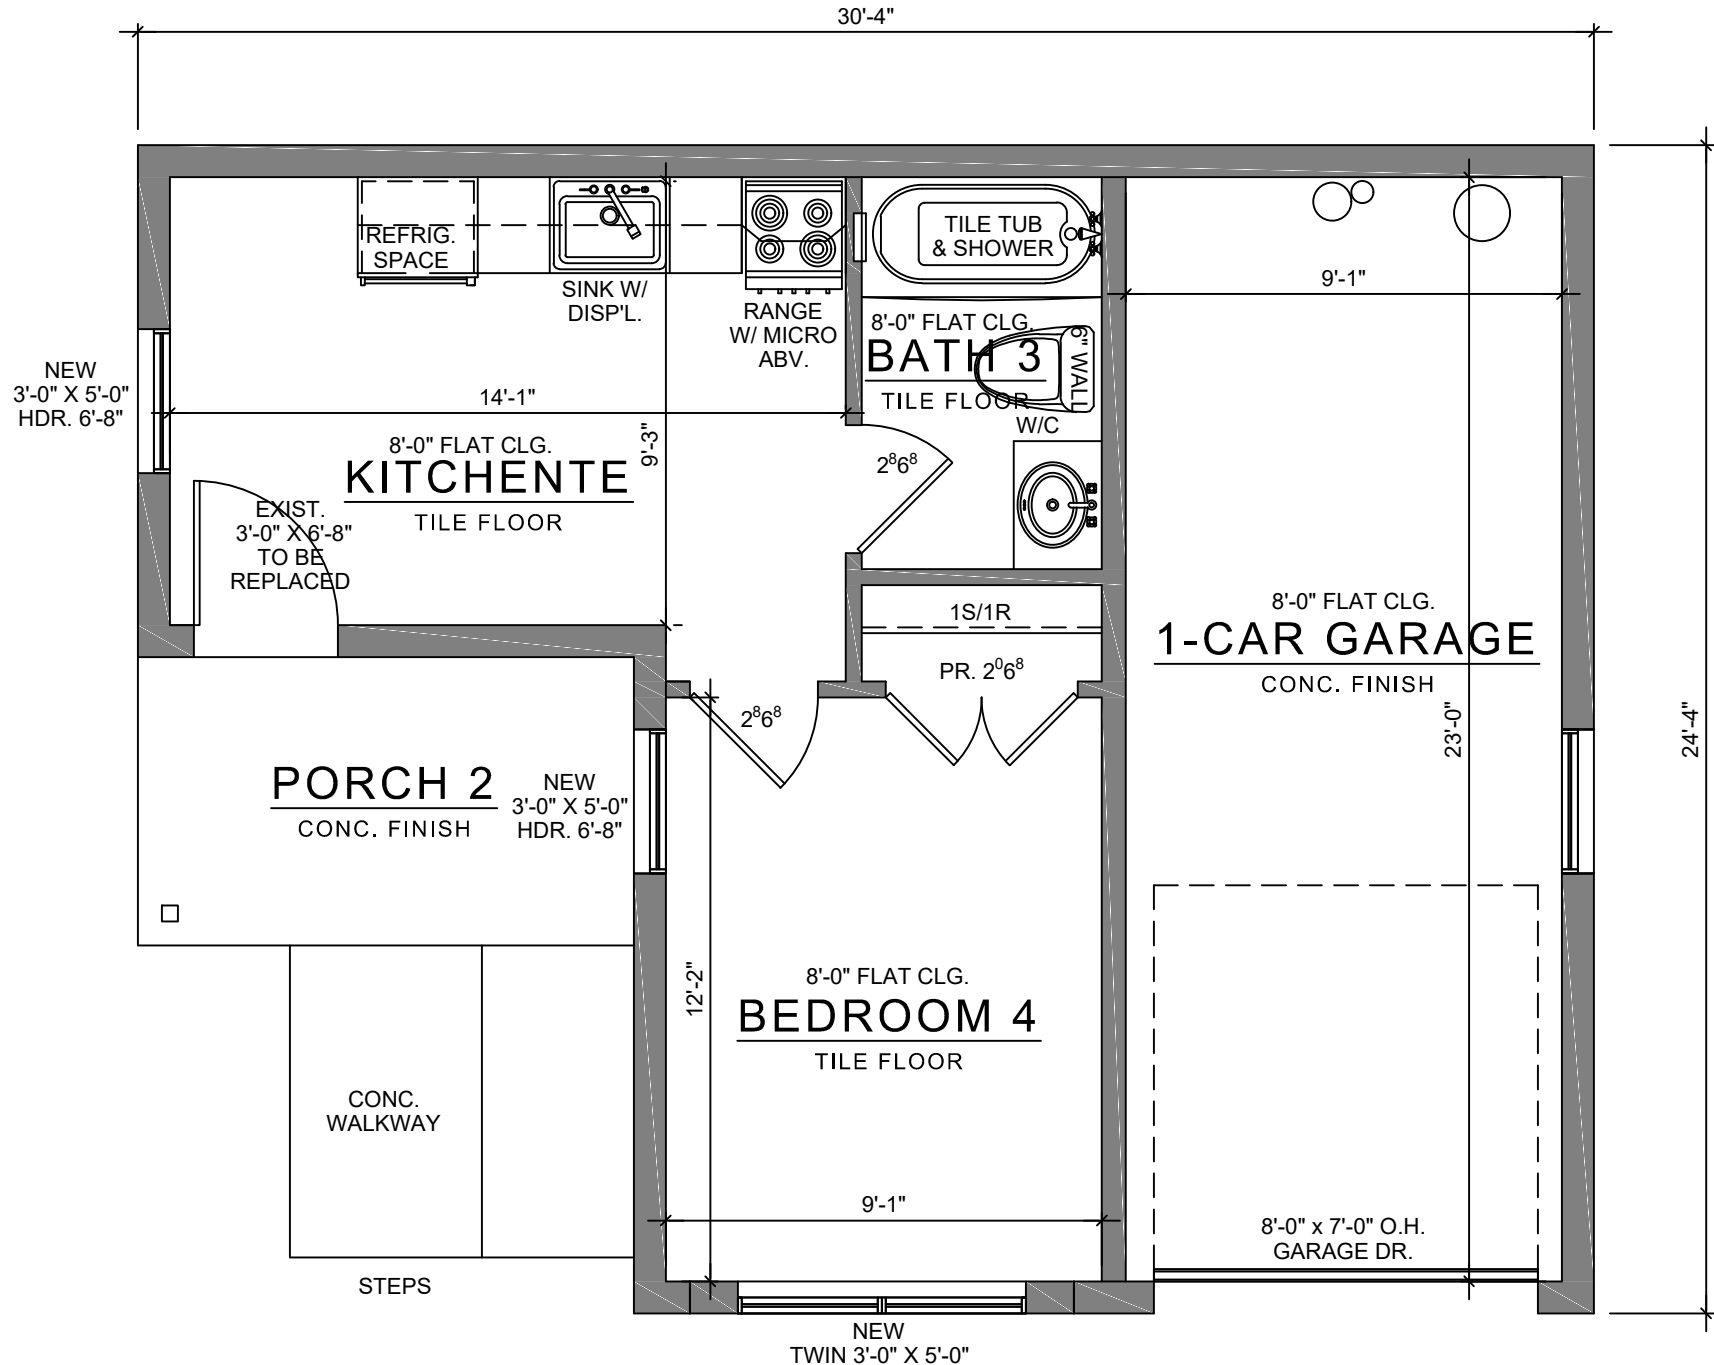 30'-4"
REFRIG.
SPACE
SINK W/
DISP'L.
RANGE
W/ MICRO
ABV.
TILE TUB
& SHOWER
9'-1"
8'-0" FLAT CLG.
BATH 3
TILE FLOOR
6" WALL
W/C
NEW
3'-0" X 5'-0"
HDR. 6'-8"
14'-1"
9'-3"
8'-0" FLAT CLG.
KITCHENTE
TILE FLOOR
2⁸6⁸
EXIST.
3'-0" X 6'-8"
TO BE
REPLACED
1S/1R
PR. 2⁰6⁸
8'-0" FLAT CLG.
1-CAR GARAGE
CONC. FINISH
23'-0"
24'-4"
2⁸6⁸
PORCH 2
CONC. FINISH
NEW
3'-0" X 5'-0"
HDR. 6'-8"
12'-2"
8'-0" FLAT CLG.
BEDROOM 4
TILE FLOOR
CONC.
WALKWAY
9'-1"
8'-0" x 7'-0" O.H.
GARAGE DR.
STEPS
NEW
TWIN 3'-0" X 5'-0"